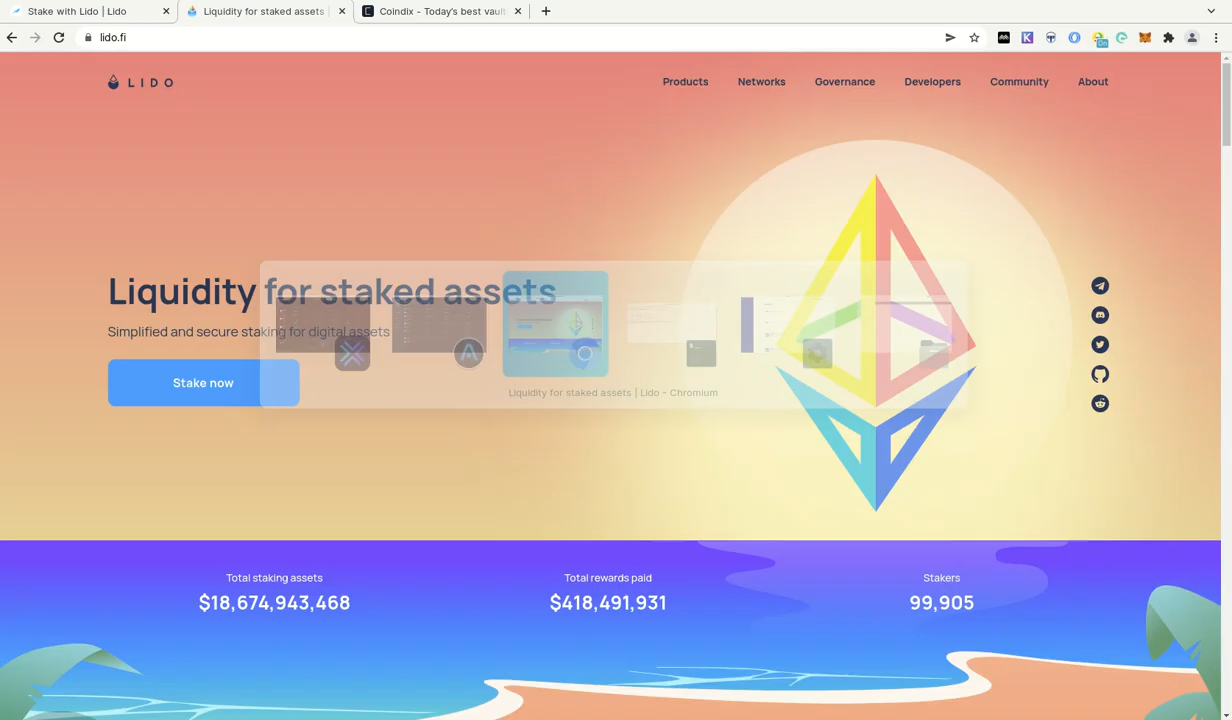 Stake with Lido | Lido
Liquidity for staked assets |
Coindix - Today's best vaul
lido.fi
On
LIDO
Products
Networks
Governance
Developers
Community
About
Liquidity for staked assets
Simplified and secure staking for digital assets
Stake now
Liquidity for staked assets | Lido - Chromium
Total staking assets
Total rewards paid
Stakers
$18,674,943,468
$418,491,931
99,905